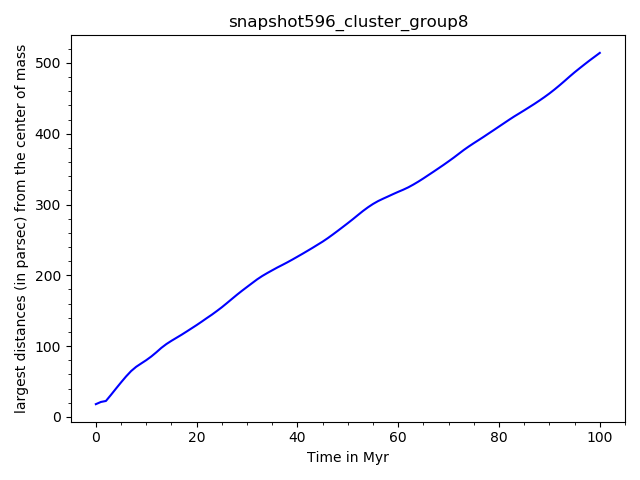 snapshot596_cluster_group8
largest distances (in parsec) from the center of mass
500
400
300
200
100
0
0 20 40 60 80 100
Time in Myr